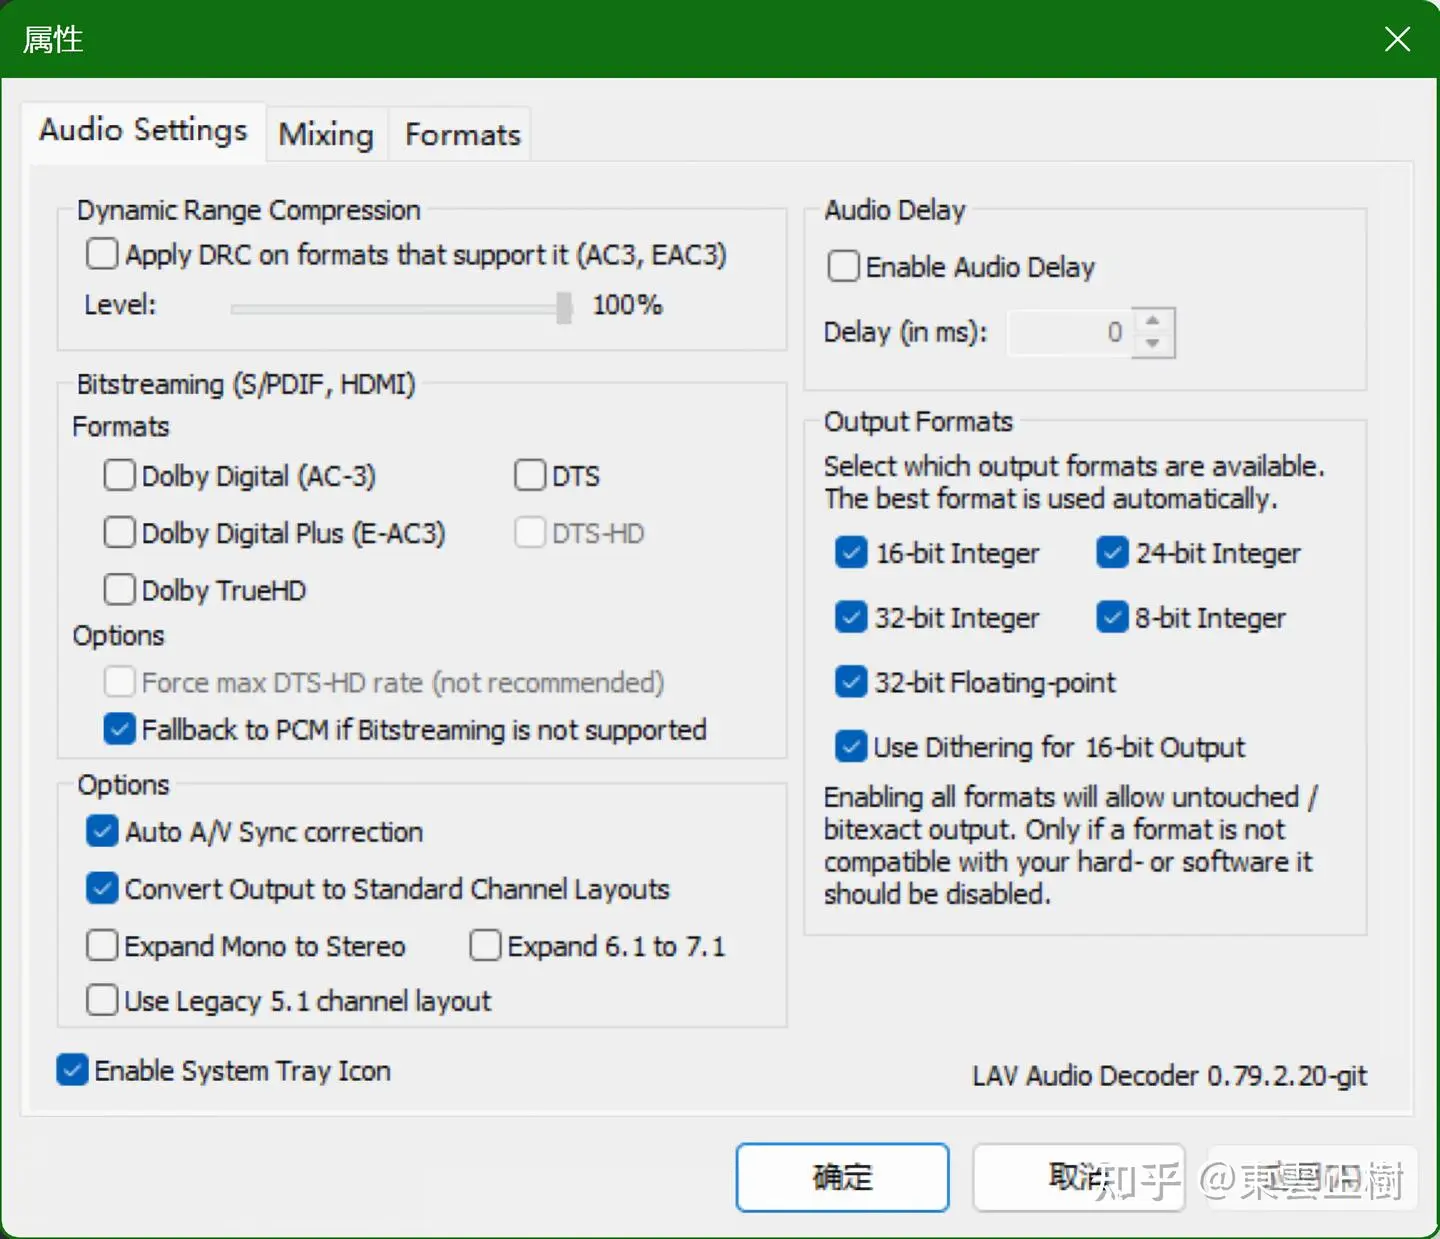 属性
Audio Settings
Mixing
Formats
Dynamic Range Compression
Apply DRC on formats that support it (AC3, EAC3)
Level:
100%
Bitstreaming (S/PDIF, HDMI)
Formats
Dolby Digital (AC-3)
DTS
Dolby Digital Plus (E-AC3)
DTS-HD
Dolby TrueHD
Options
Force max DTS-HD rate (not recommended)
Fallback to PCM if Bitstreaming is not supported
Options
Auto A/V Sync correction
Convert Output to Standard Channel Layouts
Expand Mono to Stereo
Expand 6.1 to 7.1
Use Legacy 5.1 channel layout
Enable System Tray Icon
Audio Delay
Enable Audio Delay
Delay (in ms):
0
Output Formats
Select which output formats are available.
The best format is used automatically.
16-bit Integer
24-bit Integer
32-bit Integer
8-bit Integer
32-bit Floating-point
Use Dithering for 16-bit Output
Enabling all formats will allow untouched /
bitexact output. Only if a format is not
compatible with your hard- or software it
should be disabled.
LAV Audio Decoder 0.79.2.20-git
确定
取消
知乎 @東雲正樹